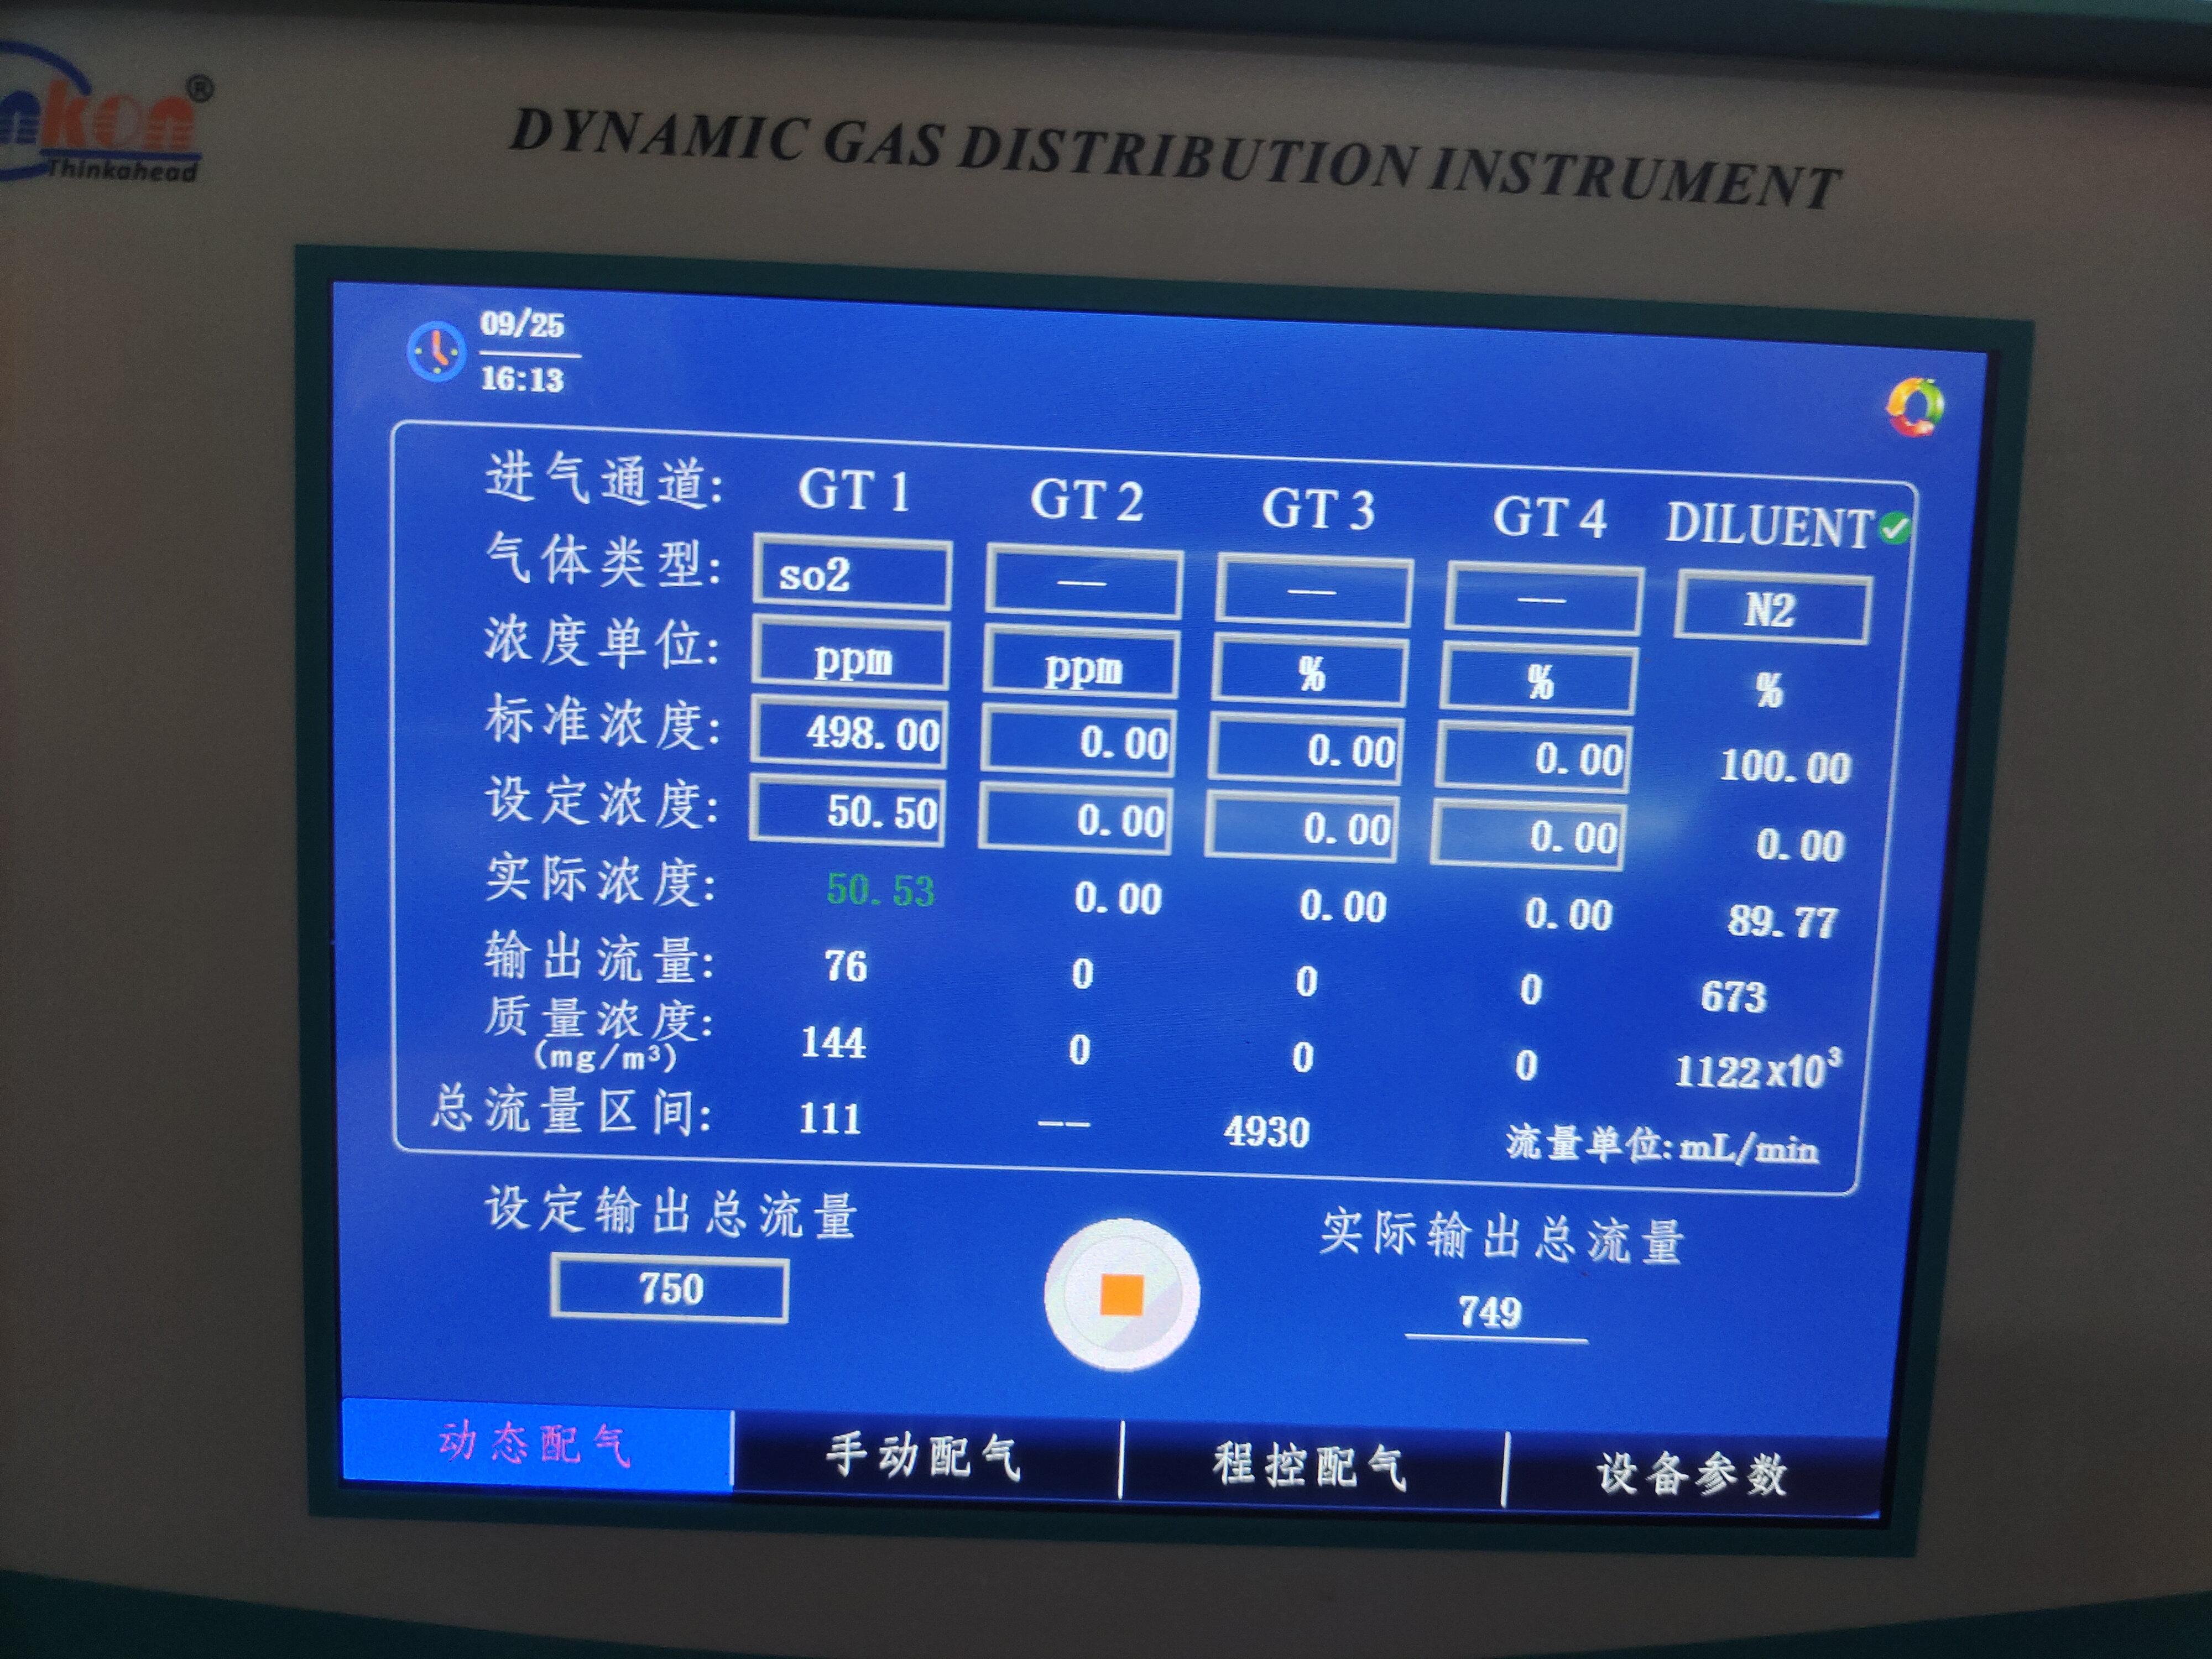 nkon®
Thinkahead
DYNAMIC GAS DISTRIBUTION INSTRUMENT
09/25
16:13
进气通道: GT 1 GT 2 GT 3 GT 4 DILUENT
气体类型: so2 -- -- -- N2
浓度单位: ppm ppm % % %
标准浓度: 498.00 0.00 0.00 0.00 100.00
设定浓度: 50.50 0.00 0.00 0.00 0.00
实际浓度: 50.53 0.00 0.00 0.00 89.77
输出流量: 76 0 0 0 673
质量浓度: 144 0 0 0 1122x10³
(mg/m³)
总流量区间: 111 -- 4930 流量单位:mL/min
设定输出总流量 实际输出总流量
750 749
动态配气 手动配气 程控配气 设备参数